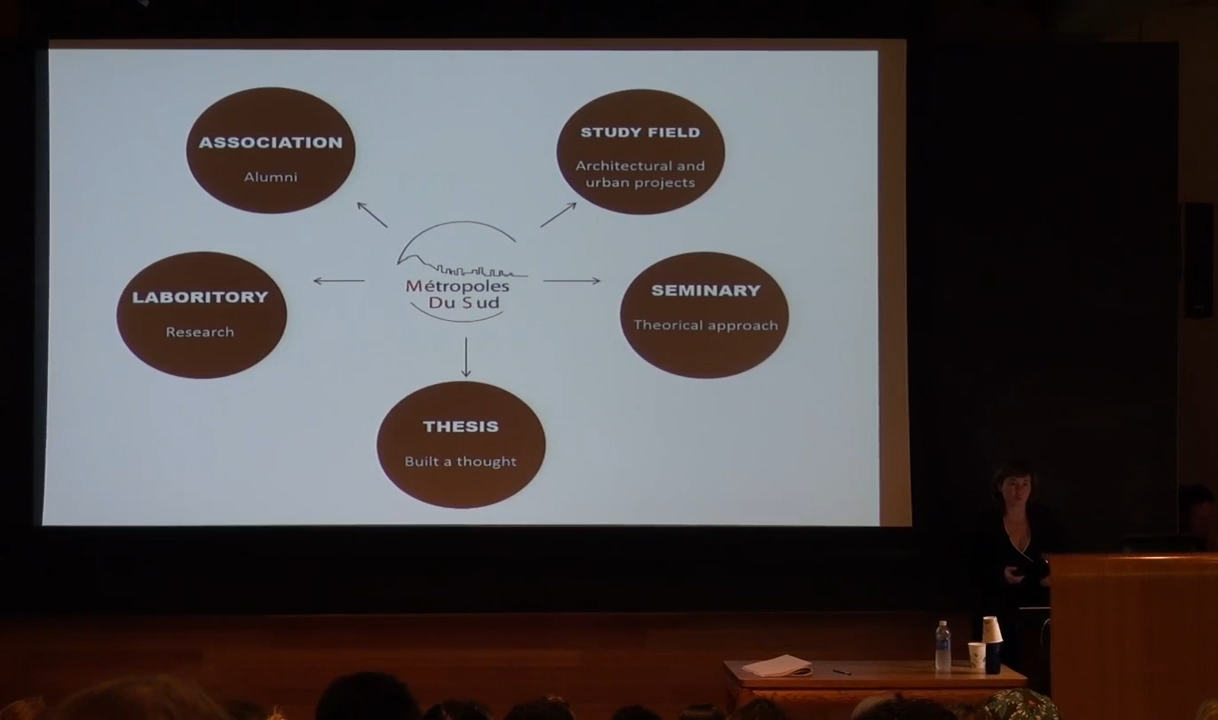 ASSOCIATION
Alumni
STUDY FIELD
Architectural and
urban projects
LABORITORY
Research
Métropoles
Du Sud
SEMINARY
Theorical approach
THESIS
Built a thought